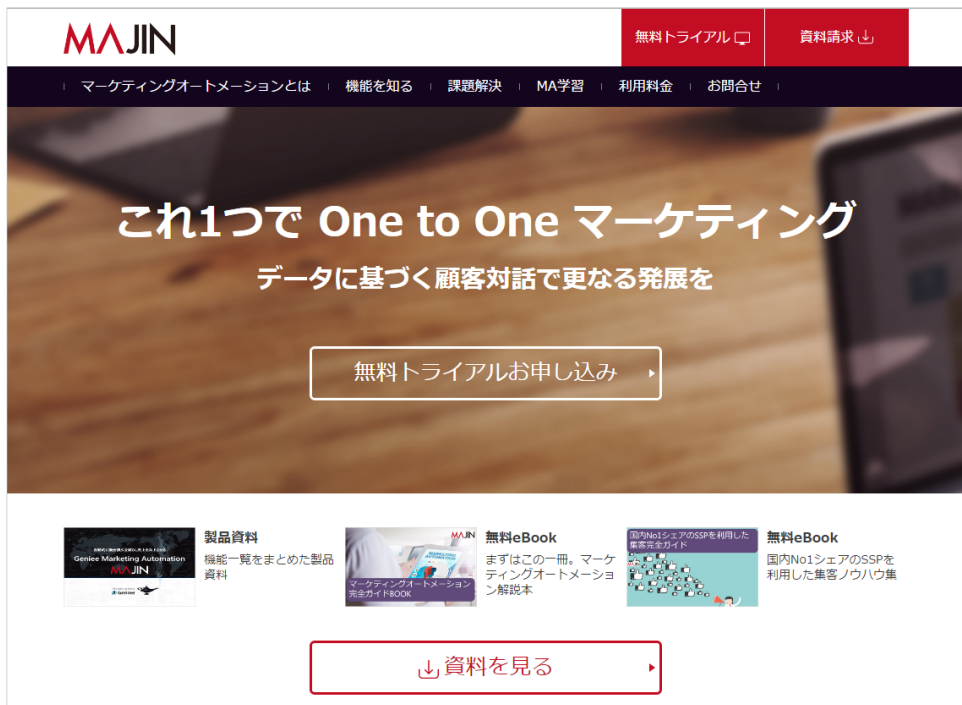 MAJIN
無料トライアル
資料請求
マーケティングオートメーションとは
機能を知る
課題解決
MA学習
利用料金
お問合せ
これ1つで One to One マーケティング
データに基づく顧客対話で更なる発展を
無料トライアルお申し込み
Geniee Marketing Automation
MAJIN
製品資料
機能一覧をまとめた製品
資料
MAJIN
マーケティングオートメーション
完全ガイドBOOK
無料eBook
まずはこの一冊。マーケ
ティングオートメーショ
ン解説本
国内No1シェアのSSPを利用した
集客完全ガイド
無料eBook
国内No1シェアのSSPを
利用した集客ノウハウ集
資料を見る